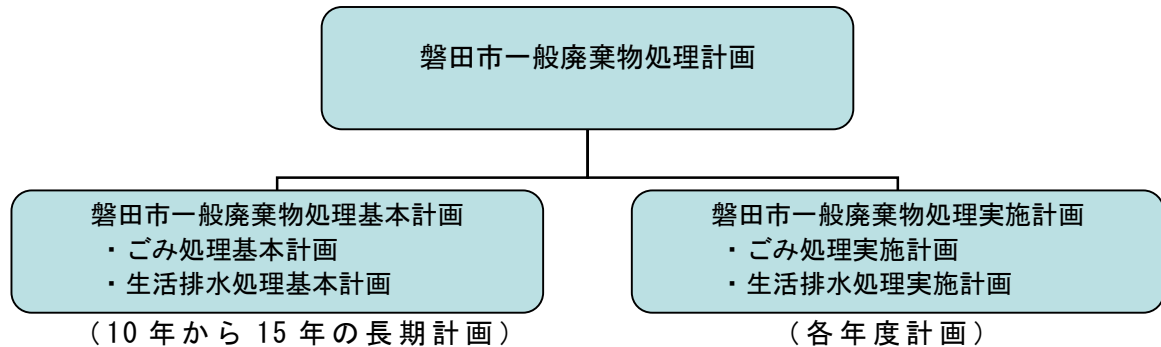 磐田市一般廃棄物処理計画
磐田市一般廃棄物処理基本計画
・ごみ処理基本計画
・生活排水処理基本計画
（10年から15年の長期計画）
磐田市一般廃棄物処理実施計画
・ごみ処理実施計画
・生活排水処理実施計画
（各年度計画）